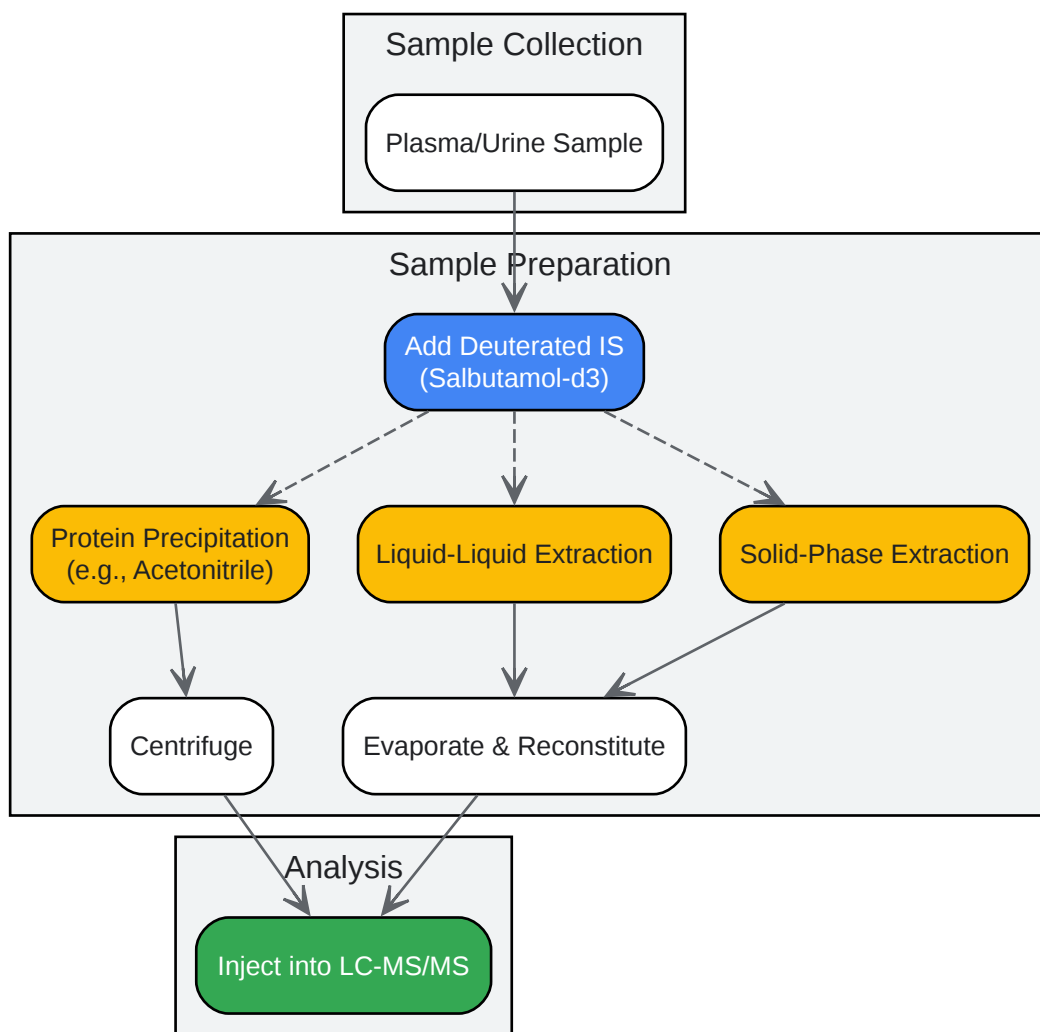 Sample Collection
Plasma/Urine Sample
Sample Preparation
Add Deuterated IS
(Salbutamol-d3)
Protein Precipitation
(e.g., Acetonitrile)
Liquid-Liquid Extraction
Solid-Phase Extraction
Centrifuge
Evaporate & Reconstitute
Analysis
Inject into LC-MS/MS